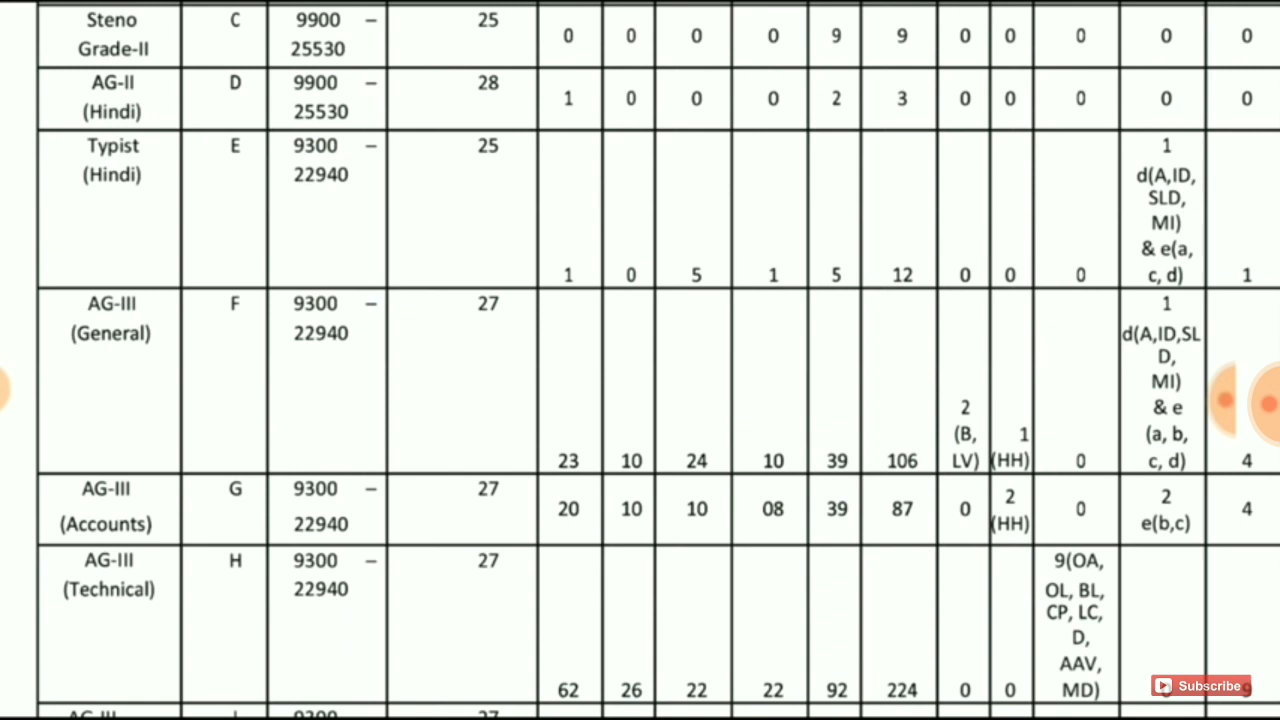 Steno Grade-II C 9900 – 25530 25 0 0 0 0 9 9 0 0 0 0 0
AG-II (Hindi) D 9900 – 25530 28 1 0 0 0 2 3 0 0 0 0 0
Typist (Hindi) E 9300 – 22940 25 1 0 5 1 5 12 0 0 0 1 d(A,ID, SLD, MI) & e(a, c, d) 1
AG-III (General) F 9300 – 22940 27 23 10 24 10 39 106 2 (B, LV) 1 (HH) 0 1 d(A,ID,SL D, MI) & e (a, b, c, d) 4
AG-III (Accounts) G 9300 – 22940 27 20 10 10 08 39 87 0 2 (HH) 0 2 e(b,c) 4
AG-III (Technical) H 9300 – 22940 27 62 26 22 22 92 224 0 0 9(OA, OL, BL, CP, LC, D, AAV, MD) 9
Subscribe